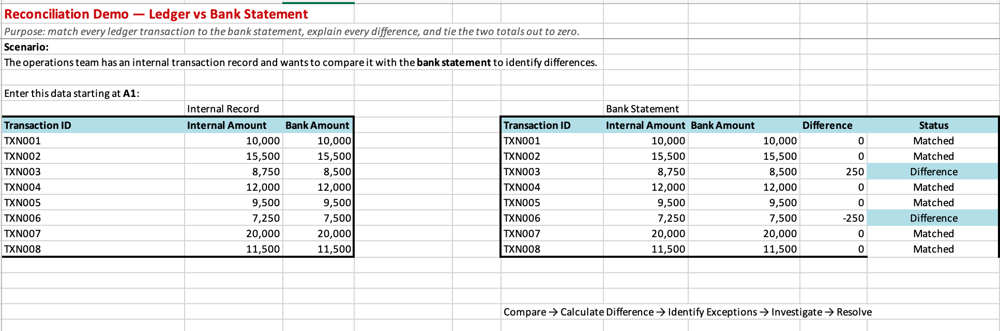 Reconciliation Demo — Ledger vs Bank Statement
Purpose: match every ledger transaction to the bank statement, explain every difference, and tie the two totals out to zero.
Scenario:
The operations team has an internal transaction record and wants to compare it with the bank statement to identify differences.
Enter this data starting at A1:
Internal Record
Transaction ID Internal Amount Bank Amount
TXN001 10,000 10,000
TXN002 15,500 15,500
TXN003 8,750 8,500
TXN004 12,000 12,000
TXN005 9,500 9,500
TXN006 7,250 7,500
TXN007 20,000 20,000
TXN008 11,500 11,500
Bank Statement
Transaction ID Internal Amount Bank Amount Difference Status
TXN001 10,000 10,000 0 Matched
TXN002 15,500 15,500 0 Matched
TXN003 8,750 8,500 250 Difference
TXN004 12,000 12,000 0 Matched
TXN005 9,500 9,500 0 Matched
TXN006 7,250 7,500 -250 Difference
TXN007 20,000 20,000 0 Matched
TXN008 11,500 11,500 0 Matched
Compare → Calculate Difference → Identify Exceptions → Investigate → Resolve